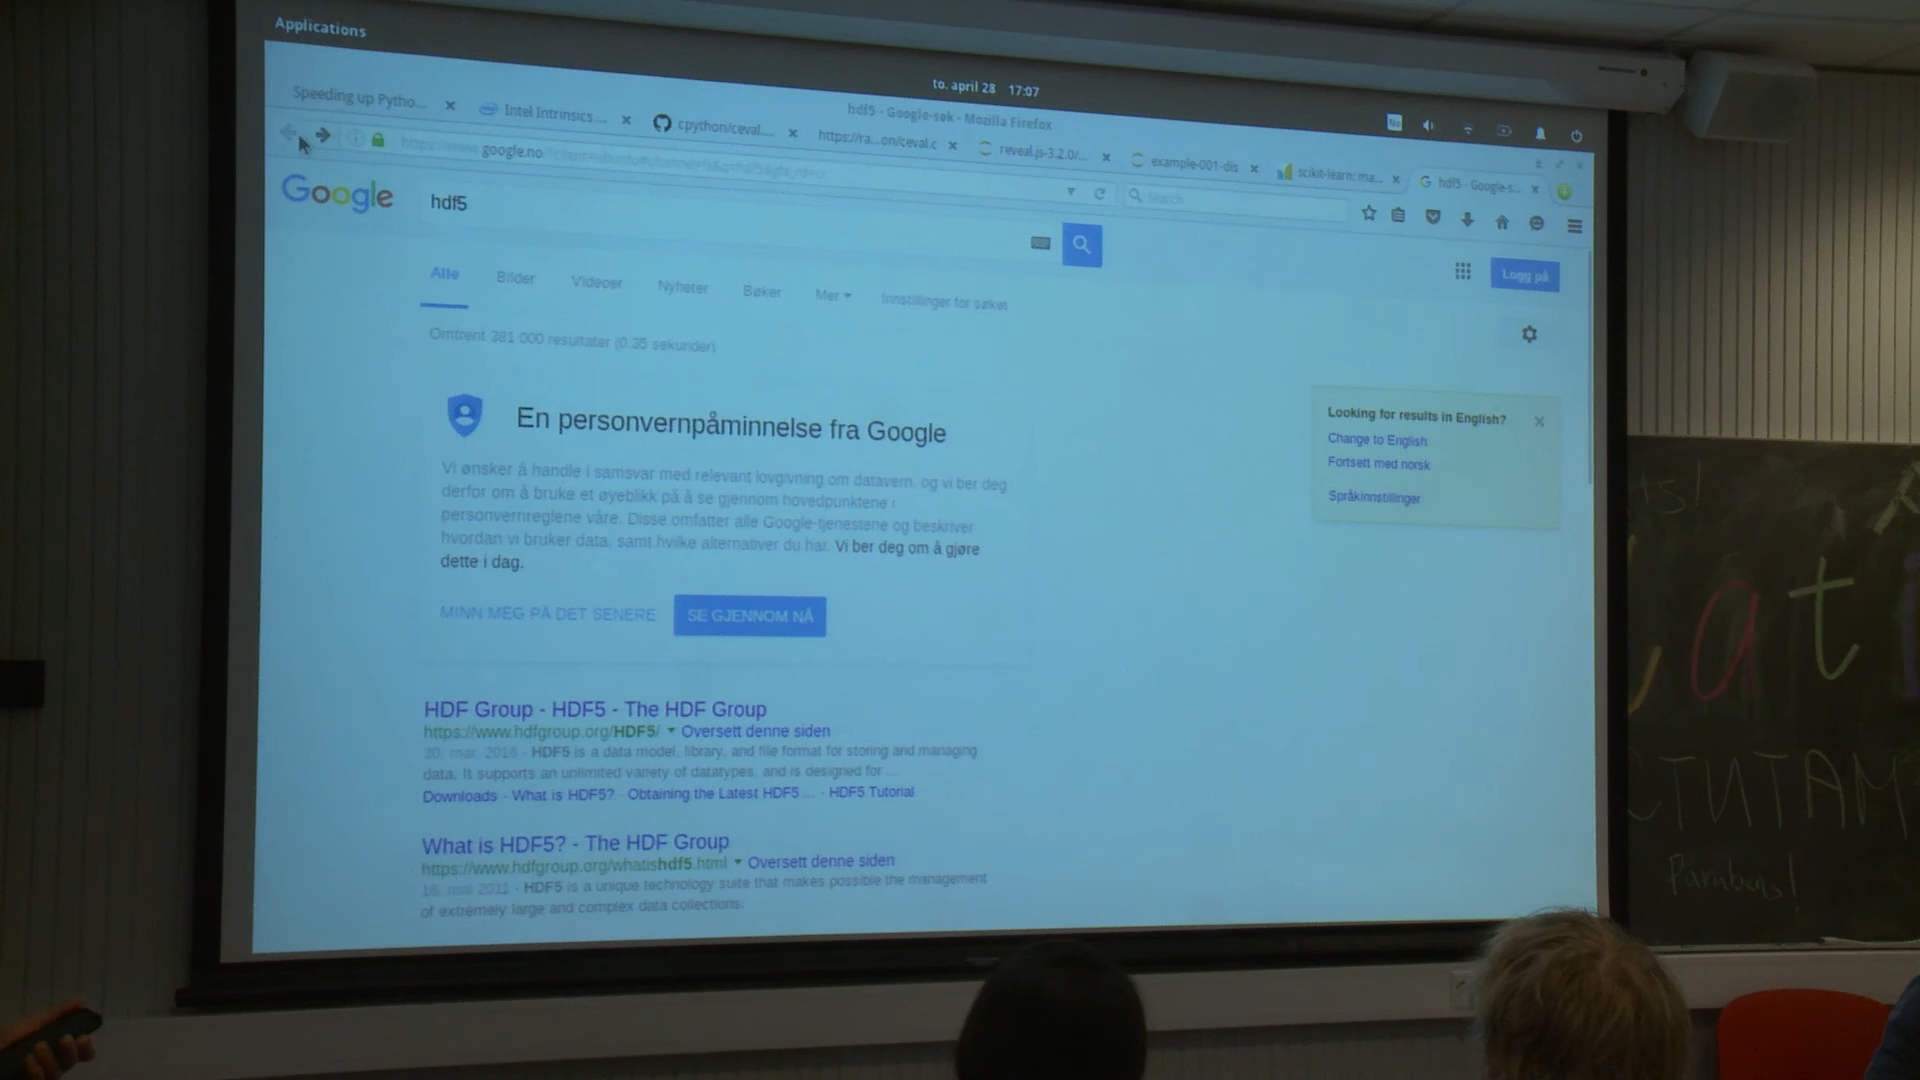 Applications
to. april 28 17:07
hdf5 - Google-søk - Mozilla Firefox
Speeding up Pytho...
Intel Intrinsics ...
cpython/ceval....
https://ra...on/ceval.c
reveal.js-3.2.0/...
example-001-dis
scikit-learn: ma...
hdf5 - Google-s...
google.no
Search
Google
hdf5
Logg på
Alle
Bilder
Videoer
Nyheter
Bøker
Mer
Innstillinger for søket
Omtrent 381 000 resultater (0,35 sekunder)
En personvernpåminnelse fra Google
Vi ønsker å handle i samsvar med relevant lovgivning om datavern, og vi ber deg
derfor om å bruke et øyeblikk på å se gjennom hovedpunktene i
personvernreglene våre. Disse omfatter alle Google-tjenestene og beskriver
hvordan vi bruker data, samt hvilke alternativer du har. Vi ber deg om å gjøre
dette i dag.
MINN MEG PÅ DET SENERE
SE GJENNOM NÅ
Looking for results in English?
Change to English
Fortsett med norsk
Språkinnstillinger
HDF Group - HDF5 - The HDF Group
https://www.hdfgroup.org/HDF5/ Oversett denne siden
30. mar. 2016 - HDF5 is a data model, library, and file format for storing and managing
data. It supports an unlimited variety of datatypes, and is designed for ...
Downloads - What is HDF5? - Obtaining the Latest HDF5 ... - HDF5 Tutorial
What is HDF5? - The HDF Group
https://www.hdfgroup.org/whatishdf5.html Oversett denne siden
16. mai 2011 - HDF5 is a unique technology suite that makes possible the management
of extremely large and complex data collections.
Parabens!